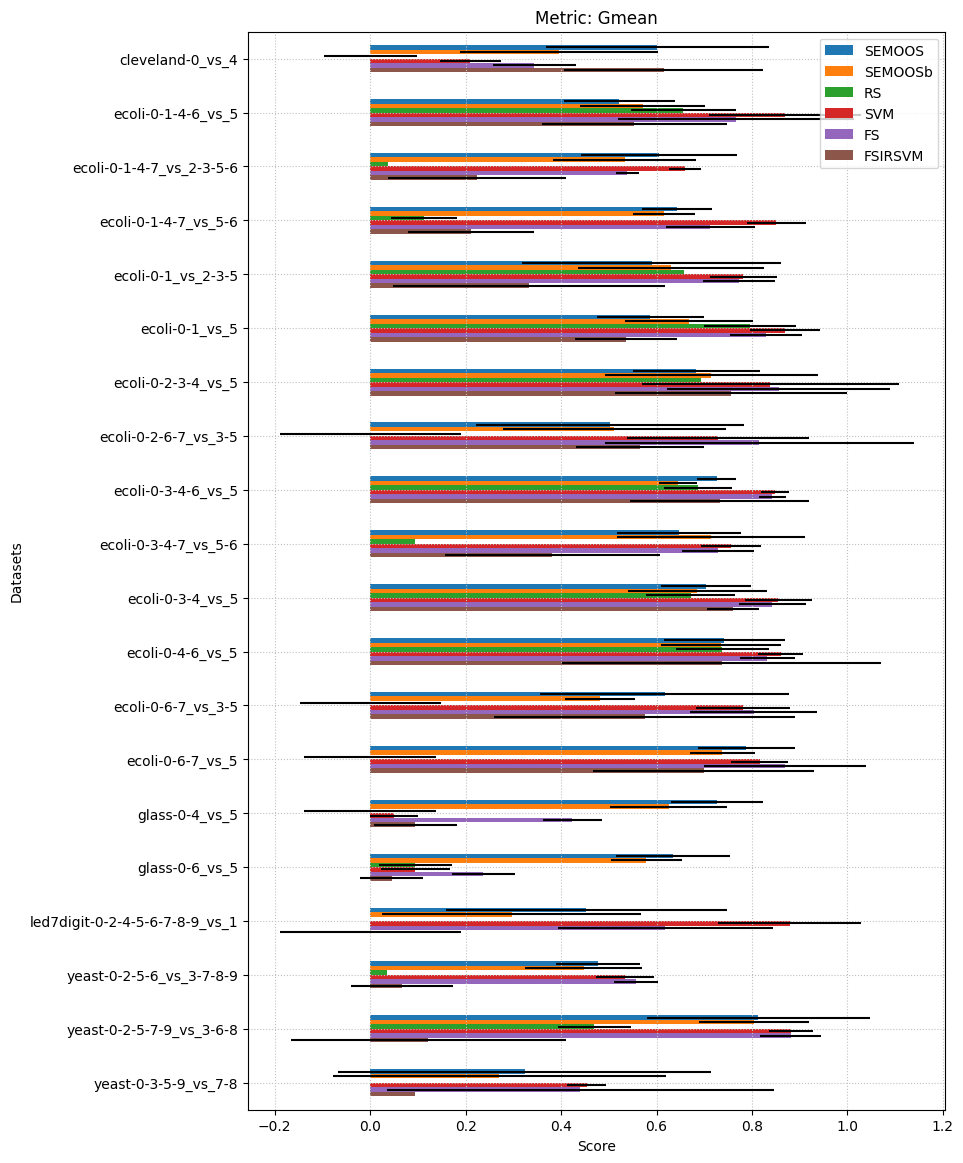 Metric: Gmean
SEMOOS
SEMOOSb
RS
SVM
FS
FSIRSVM
Datasets
cleveland-0_vs_4
ecoli-0-1-4-6_vs_5
ecoli-0-1-4-7_vs_2-3-5-6
ecoli-0-1-4-7_vs_5-6
ecoli-0-1_vs_2-3-5
ecoli-0-1_vs_5
ecoli-0-2-3-4_vs_5
ecoli-0-2-6-7_vs_3-5
ecoli-0-3-4-6_vs_5
ecoli-0-3-4-7_vs_5-6
ecoli-0-3-4_vs_5
ecoli-0-4-6_vs_5
ecoli-0-6-7_vs_3-5
ecoli-0-6-7_vs_5
glass-0-4_vs_5
glass-0-6_vs_5
led7digit-0-2-4-5-6-7-8-9_vs_1
yeast-0-2-5-6_vs_3-7-8-9
yeast-0-2-5-7-9_vs_3-6-8
yeast-0-3-5-9_vs_7-8
−0.2 0.0 0.2 0.4 0.6 0.8 1.0 1.2
Score